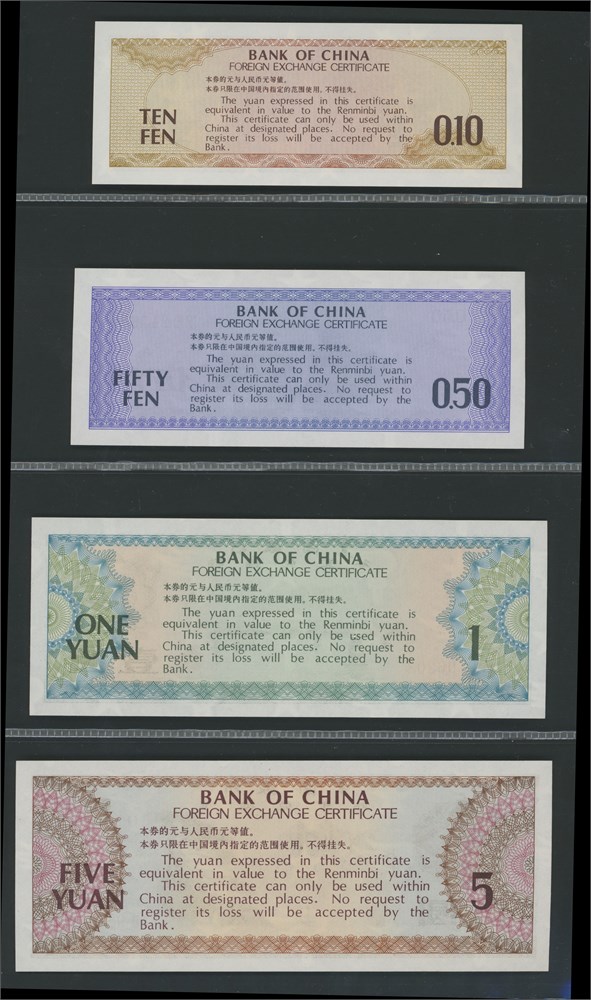 BANK OF CHINA
FOREIGN EXCHANGE CERTIFICATE
本券的元与人民币元等值。
本券只限在中国境内指定的范围使用，不得挂失。
The yuan expressed in this certificate is
equivalent in value to the Renminbi yuan.
This certificate can only be used within
China at designated places. No request to
register its loss will be accepted by the
Bank.
TEN
FEN
0.10
BANK OF CHINA
FOREIGN EXCHANGE CERTIFICATE
本券的元与人民币元等值。
本券只限在中国境内指定的范围使用，不得挂失。
The yuan expressed in this certificate is
equivalent in value to the Renminbi yuan.
This certificate can only be used within
China at designated places. No request to
register its loss will be accepted by the
Bank.
FIFTY
FEN
0.50
BANK OF CHINA
FOREIGN EXCHANGE CERTIFICATE
本券的元与人民币元等值。
本券只限在中国境内指定的范围使用，不得挂失。
The yuan expressed in this certificate is
equivalent in value to the Renminbi yuan.
This certificate can only be used within
China at designated places. No request to
register its loss will be accepted by the
Bank.
ONE
YUAN
1
BANK OF CHINA
FOREIGN EXCHANGE CERTIFICATE
本券的元与人民币元等值。
本券只限在中国境内指定的范围使用，不得挂失。
The yuan expressed in this certificate is
equivalent in value to the Renminbi yuan.
This certificate can only be used within
China at designated places. No request to
register its loss will be accepted by the
Bank.
FIVE
YUAN
5